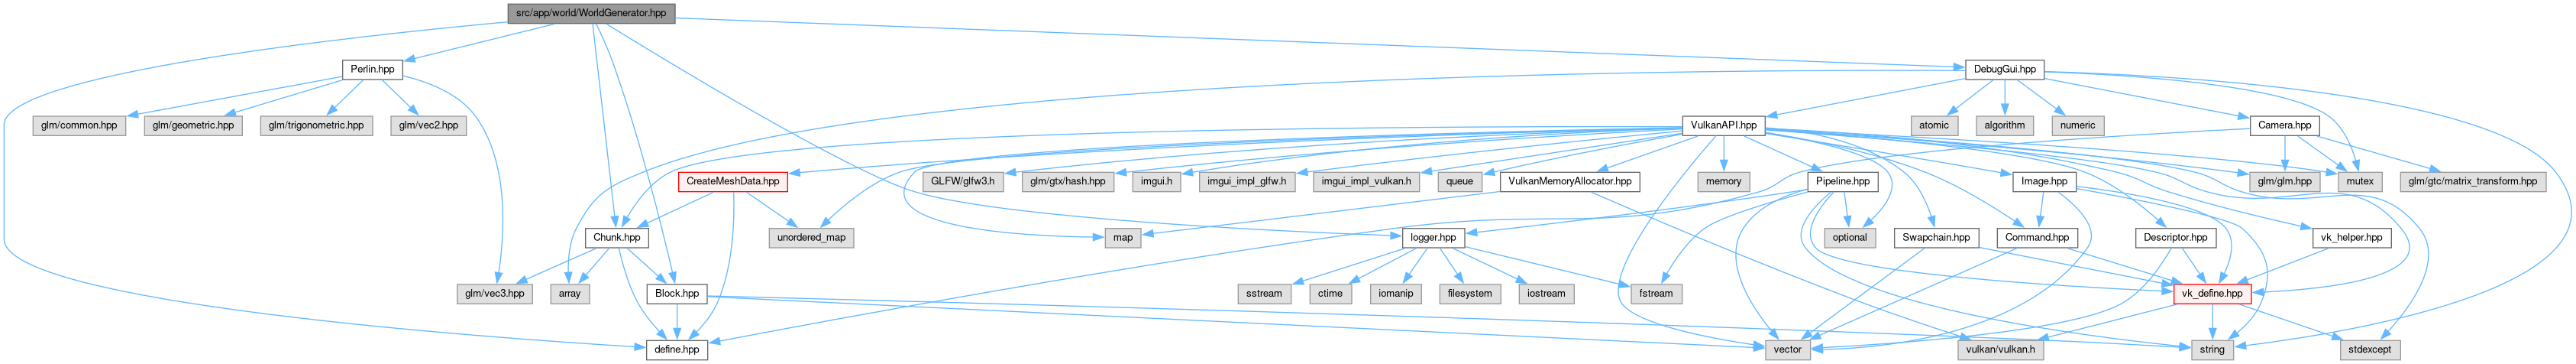 src/app/world/WorldGenerator.hpp
Perlin.hpp
DebugGui.hpp
glm/common.hpp
glm/geometric.hpp
glm/trigonometric.hpp
glm/vec2.hpp
VulkanAPI.hpp
atomic
algorithm
numeric
Camera.hpp
CreateMeshData.hpp
GLFW/glfw3.h
glm/gtx/hash.hpp
imgui.h
imgui_impl_glfw.h
imgui_impl_vulkan.h
queue
VulkanMemoryAllocator.hpp
memory
Pipeline.hpp
Image.hpp
glm/glm.hpp
mutex
glm/gtc/matrix_transform.hpp
Chunk.hpp
unordered_map
map
logger.hpp
optional
Swapchain.hpp
Command.hpp
Descriptor.hpp
vk_helper.hpp
glm/vec3.hpp
array
Block.hpp
sstream
ctime
iomanip
filesystem
iostream
fstream
vk_define.hpp
define.hpp
vector
vulkan/vulkan.h
string
stdexcept